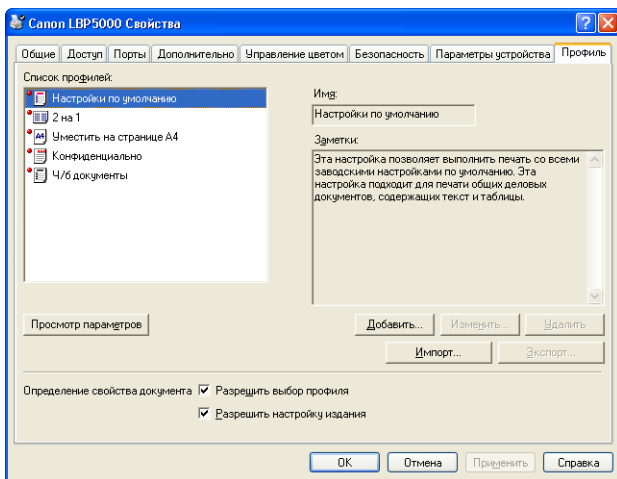 Canon LBP5000 Свойства
Общие Доступ Порты Дополнительно Управление цветом Безопасность Параметры устройства Профиль
Список профилей:
Настройки по умолчанию
2 на 1
A4 Уместить на странице A4
Конфиденциально
Ч/б документы
Имя:
Настройки по умолчанию
Заметки:
Эта настройка позволяет выполнить печать со всеми
заводскими настройками по умолчанию. Эта
настройка подходит для печати общих деловых
документов, содержащих текст и таблицы.
Просмотр параметров
Добавить... Изменить... Удалить
Импорт... Экспорт...
Определение свойства документа Разрешить выбор профиля
Разрешить настройку издания
OK Отмена Применить Справка